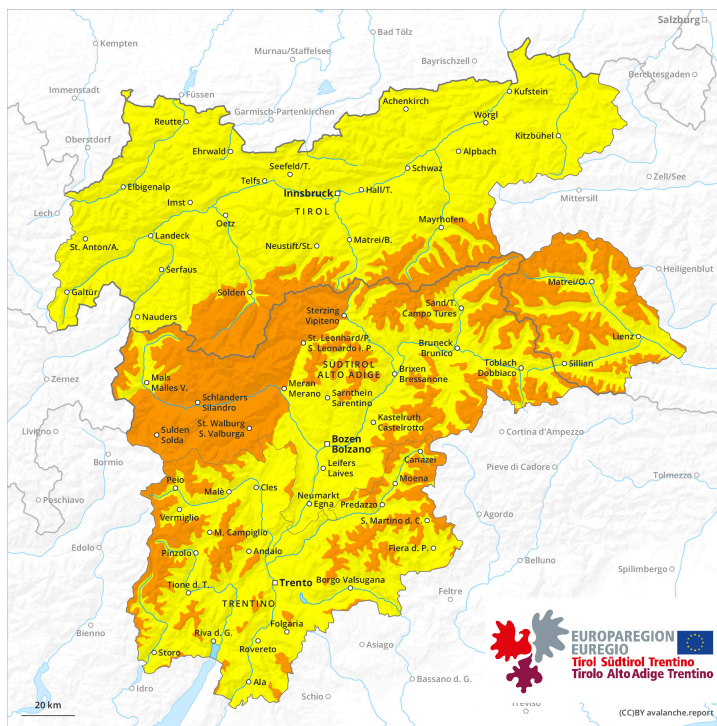 Salzburg
Kempten
Bad Tölz
Murnau/Staffelsee
Bayrischzell
Berchtesgaden
Immenstadt
Füssen
Kufstein
Achenkirch
Garmisch-Partenkirchen
Reutte
Wörgl
Oberstdorf
Kitzbühel
Ehrwald
Alpbach
Seefeld/T.
Schwaz
Telfs
Zell/See
Elbigenalp
Innsbruck
Hall/T.
Imst
Mittersill
TIROL
Lech
Oetz
Mayrhofen
Landeck
St. Anton/A.
Neustift/St.
Matrei/B.
Serfaus
Heiligenblut
Matrei/O.
Galtür
Sölden
Nauders
Sterzing
Vipiteno
Sand/T.
Campo Tures
Lienz
St. Leonhard/P.
S. Leonardo i. P.
Bruneck
Brunico
Sillian
Toblach
Dobbiaco
SÜDTIROL
ALTO ADIGE
Brixen
Bressanone
Zernez
Mals
Malles V.
Meran
Merano
Sarnthein
Sarentino
Schlanders
Silandro
St. Walburg
S. Valburga
Kastelruth
Castelrotto
Livigno
Sulden
Solda
Cortina d'Ampezzo
Bozen
Bolzano
Bormio
Canazei
Leifers
Laives
Pieve di Cadore
Tolmezzo
Moena
Peio
Malè
Cles
Neumarkt
Egna
Predazzo
Poschiavo
Vermiglio
Agordo
S. Martino d. C.
M. Campiglio
Edolo
Pinzolo
Andalo
Fiera d. P.
Belluno
Spilimbergo
Tione d. T.
Trento
Borgo Valsugana
Feltre
TRENTINO
Folgaria
Bienno
Riva d. G.
Rovereto
Asiago
Storo
Bassano d. G.
Idro
Ala
Schio
Treviso
EUROPAREGION
EUREGIO
Tirol Südtirol Trentino
Tirolo Alto Adige Trentino
20 km
(CC)BY avalanche.report